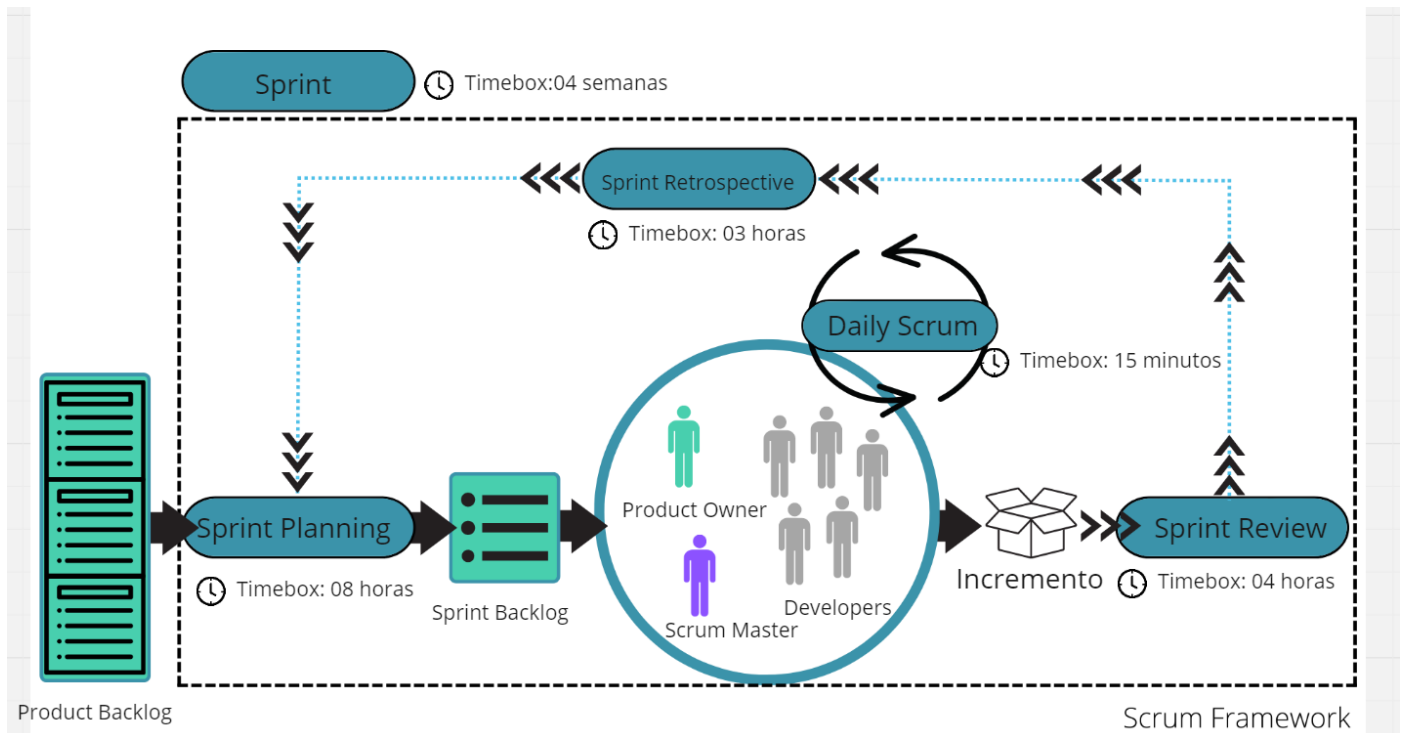 Sprint
Timebox:04 semanas
Sprint Retrospective
Timebox: 03 horas
Daily Scrum
Timebox: 15 minutos
Product Backlog
Sprint Planning
Timebox: 08 horas
Sprint Backlog
Product Owner
Scrum Master
Developers
Incremento
Sprint Review
Timebox: 04 horas
Scrum Framework